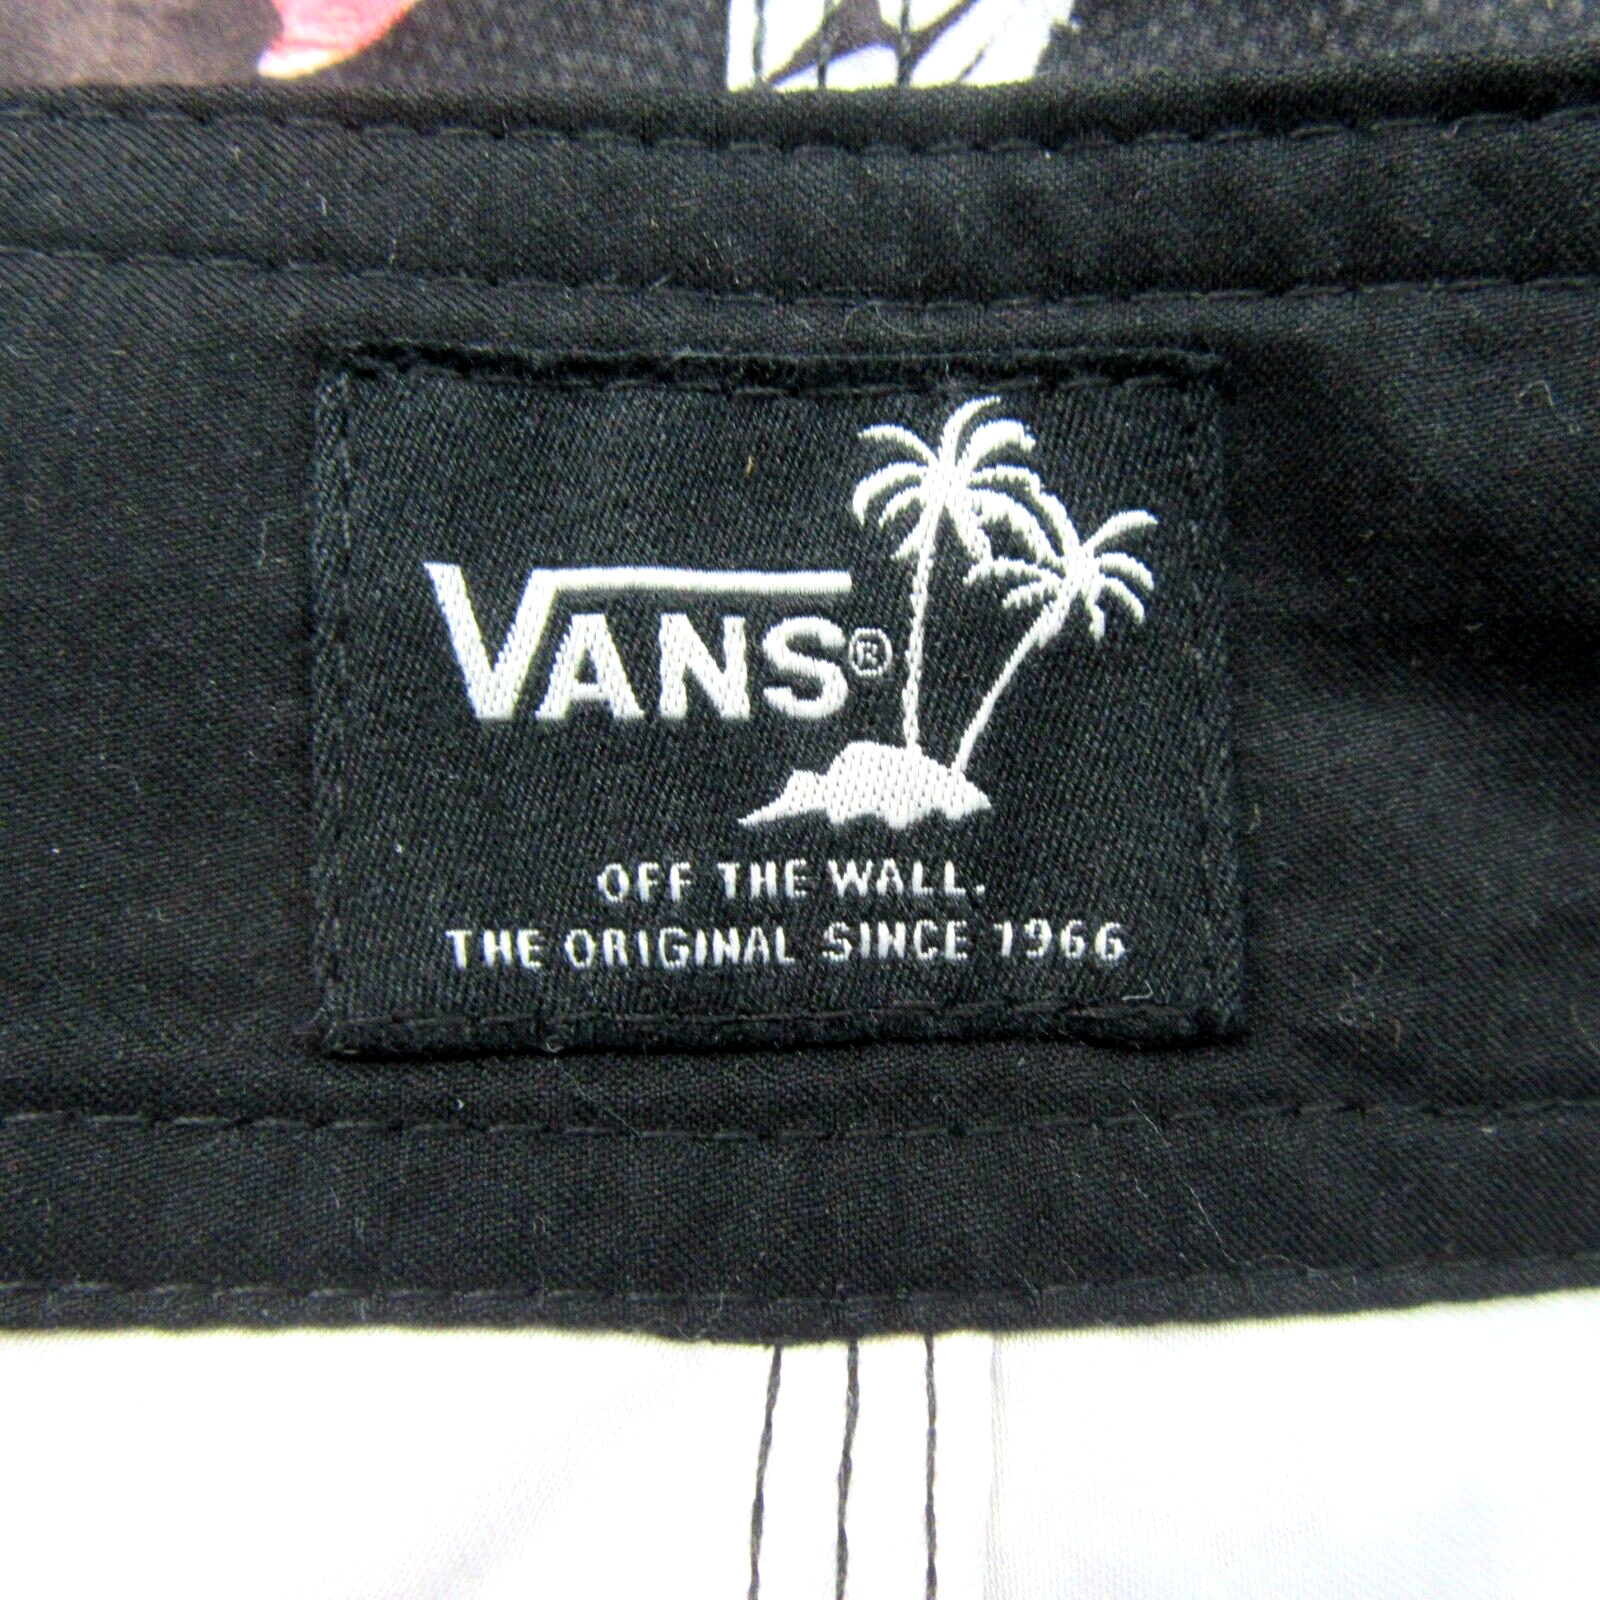 VANS®
OFF THE WALL.
THE ORIGINAL SINCE 1966